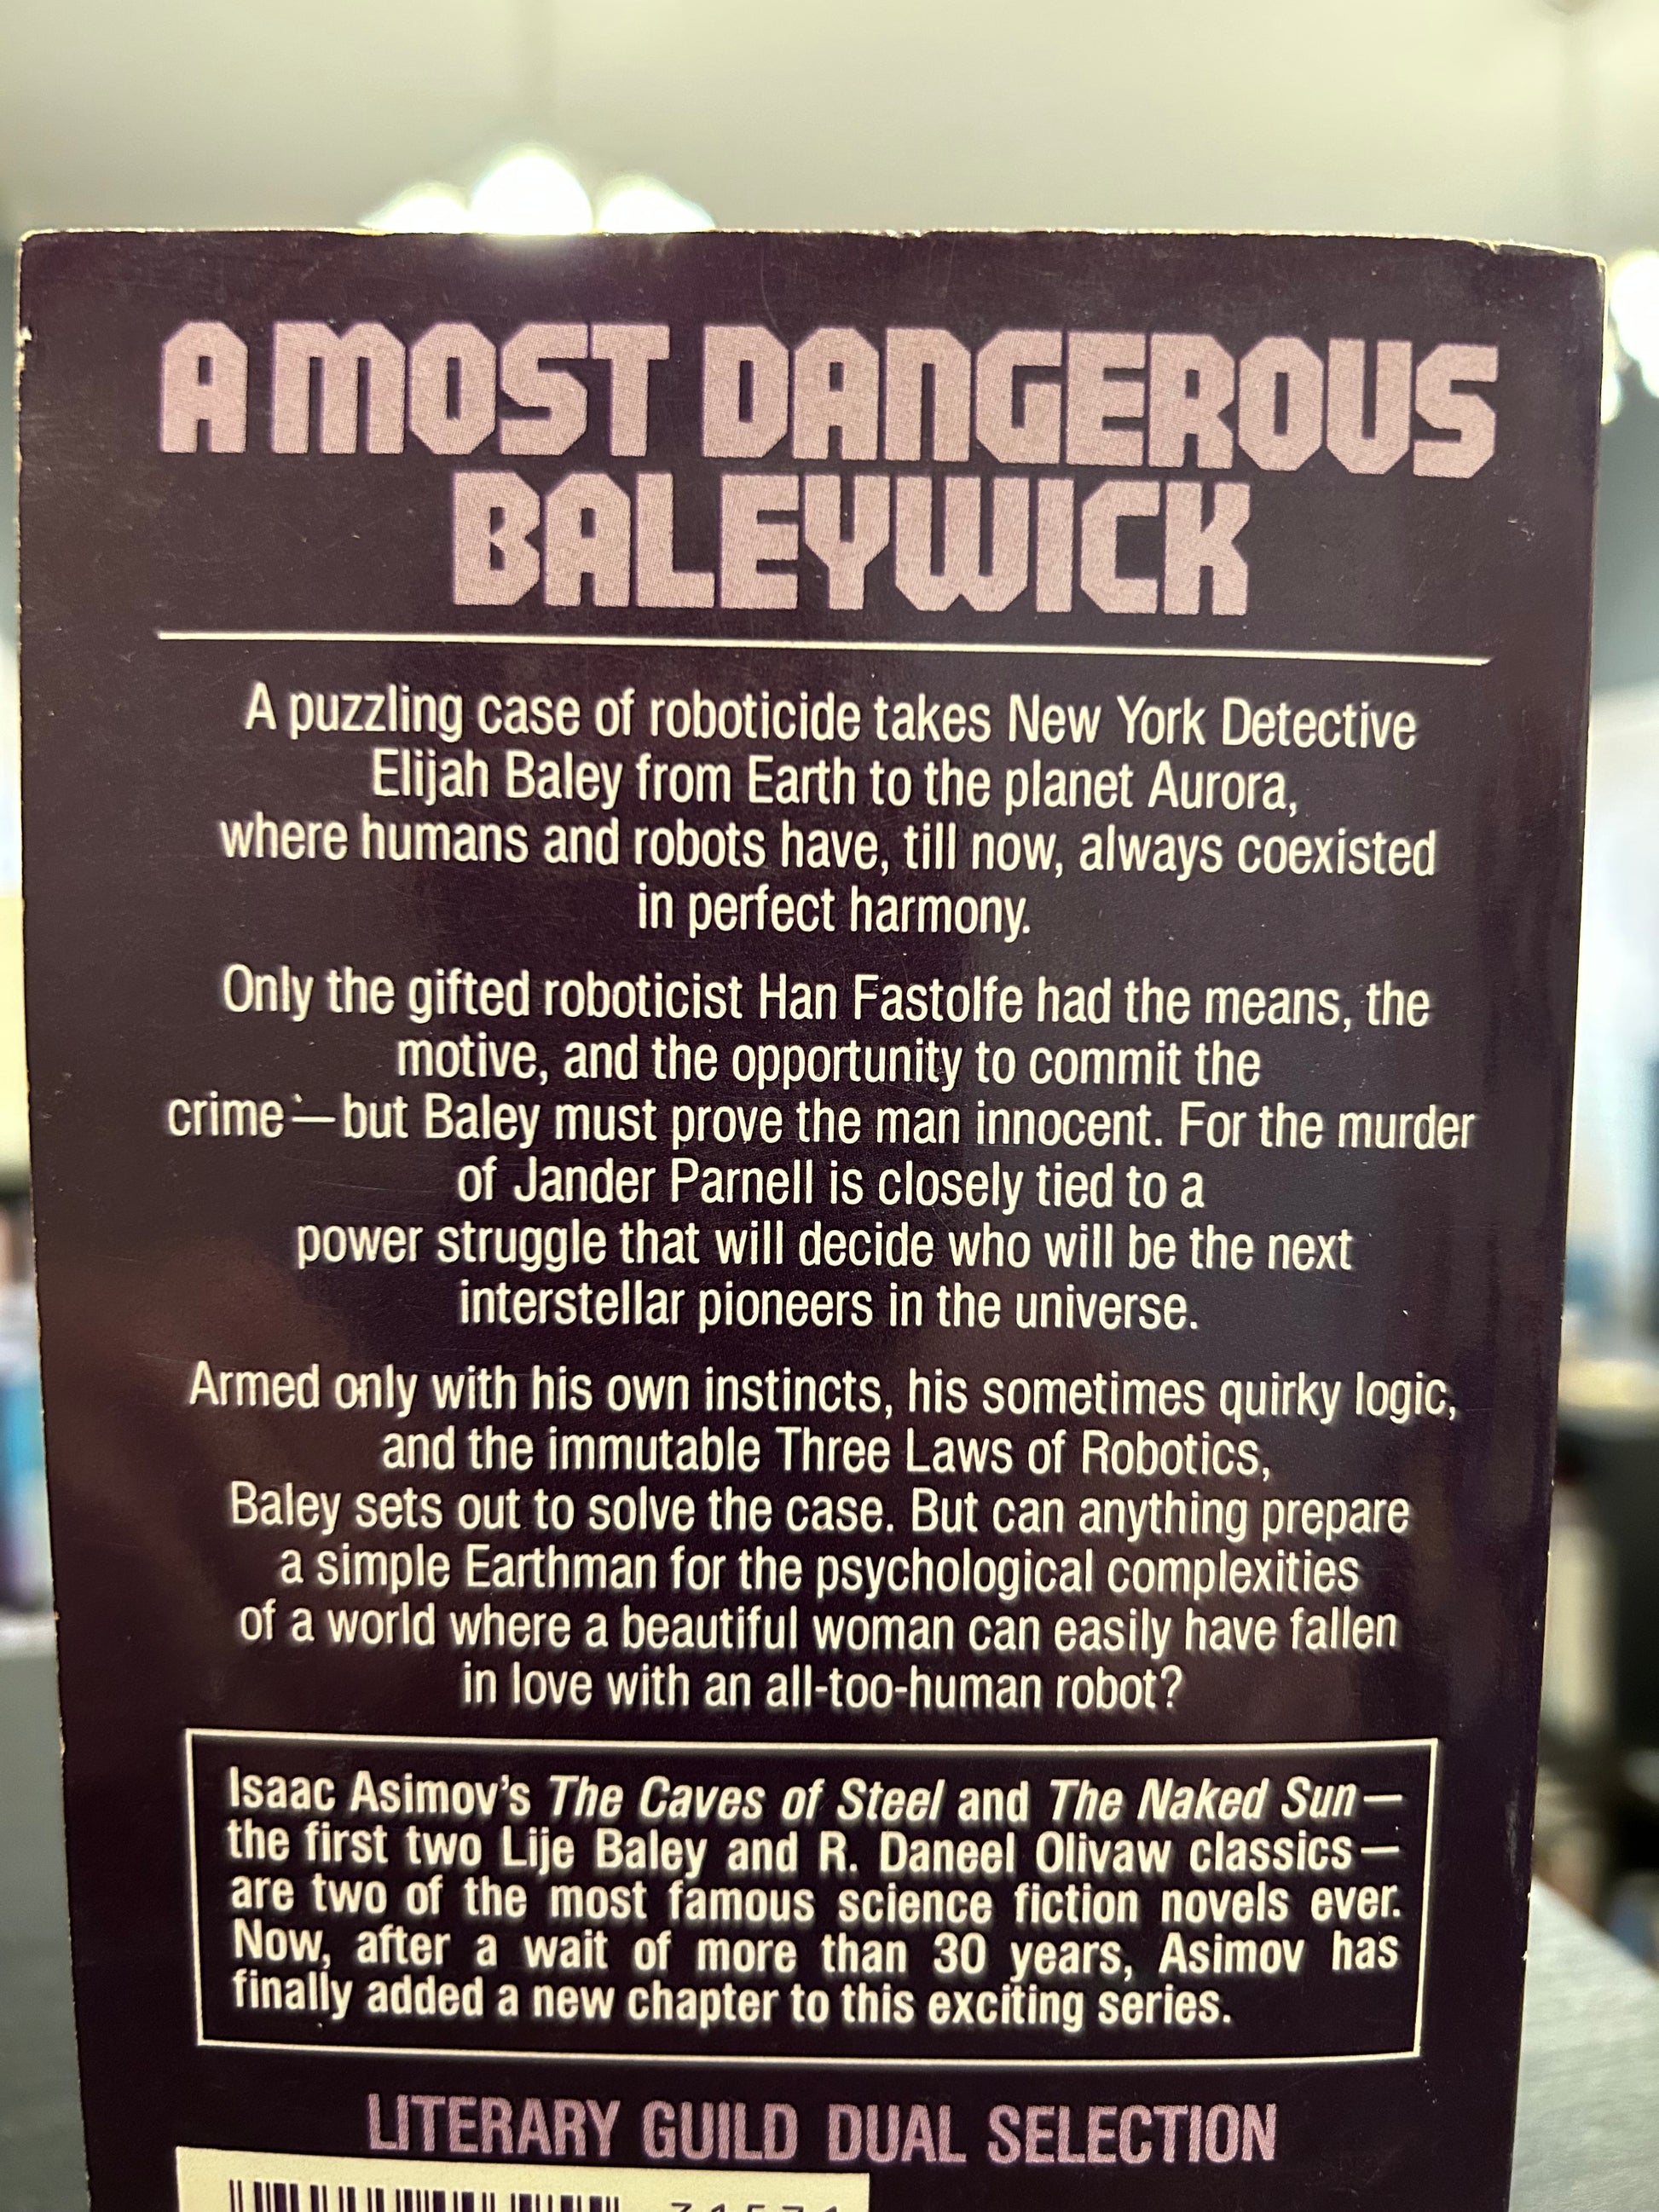 A MOST DANGEROUS
BALEYWICK
A puzzling case of roboticide takes New York Detective
Elijah Baley from Earth to the planet Aurora,
where humans and robots have, till now, always coexisted
in perfect harmony.
Only the gifted roboticist Han Fastolfe had the means, the
motive, and the opportunity to commit the
crime—but Baley must prove the man innocent. For the murder
of Jander Parnell is closely tied to a
power struggle that will decide who will be the next
interstellar pioneers in the universe.
Armed only with his own instincts, his sometimes quirky logic,
and the immutable Three Laws of Robotics,
Baley sets out to solve the case. But can anything prepare
a simple Earthman for the psychological complexities
of a world where a beautiful woman can easily have fallen
in love with an all-too-human robot?
Isaac Asimov's The Caves of Steel and The Naked Sun—
the first two Lije Baley and R. Daneel Olivaw classics—
are two of the most famous science fiction novels ever.
Now, after a wait of more than 30 years, Asimov has
finally added a new chapter to this exciting series.
LITERARY GUILD DUAL SELECTION